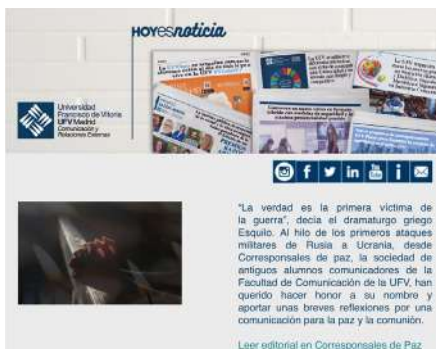 HOYesnoticia
Universidad
Francisco de Vitoria
UFV Madrid
Comunicación y
Relaciones Externas
"La verdad es la primera víctima de
la guerra", decía el dramaturgo griego
Esquilo. Al hilo de los primeros ataques
militares de Rusia a Ucrania, desde
Corresponsales de paz, la sociedad de
antiguos alumnos comunicadores de la
Facultad de Comunicación de la UFV, han
querido hacer honor a su nombre y
aportar unas breves reflexiones por una
comunicación para la paz y la comunión.
Leer editorial en Corresponsales de Paz